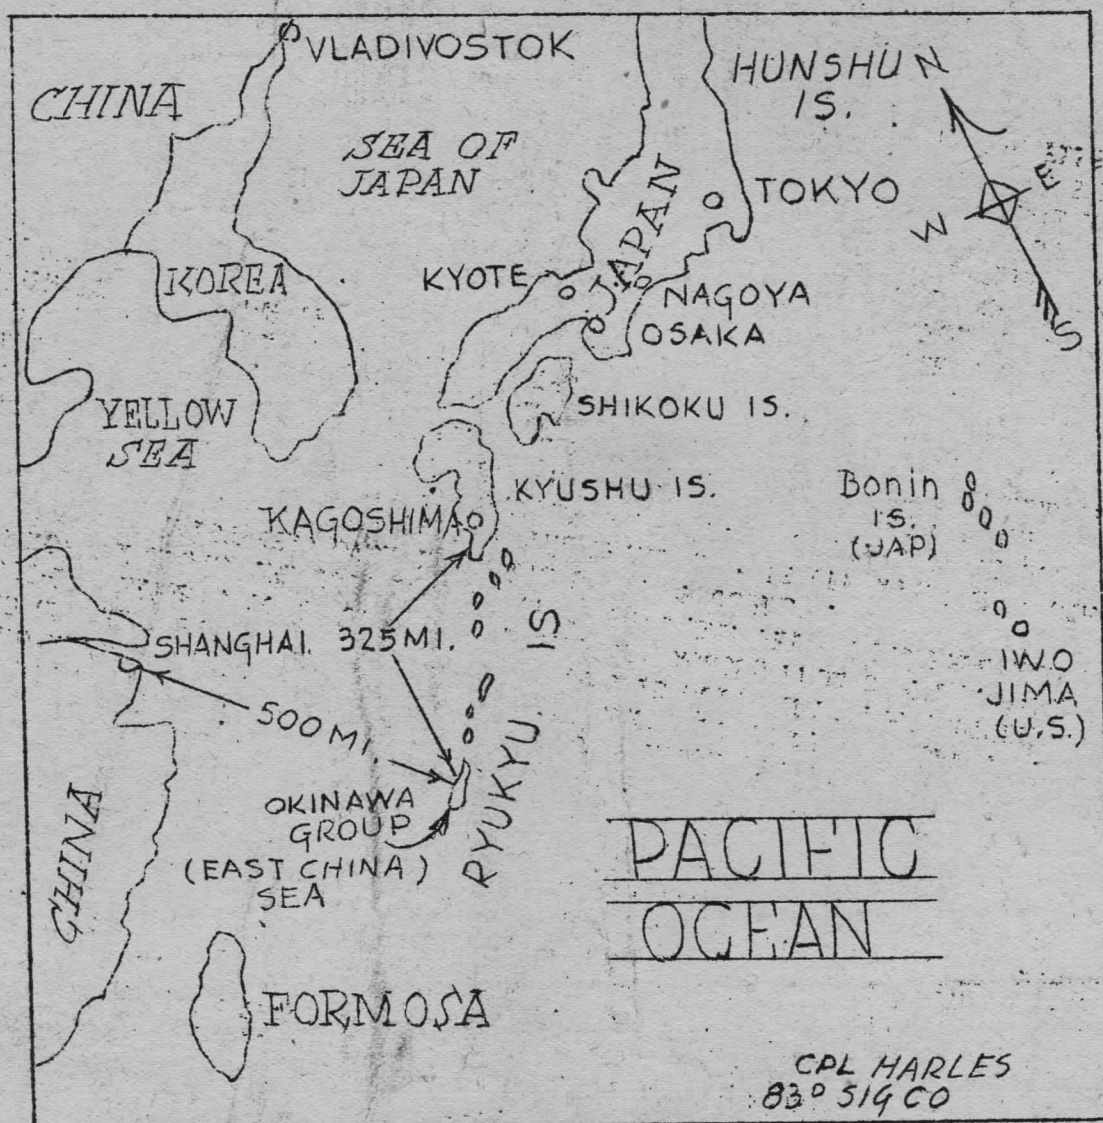 VLADIVOSTOK
CHINA
SEA OF
JAPAN
HUNSHU
IS.
N
E
W
S
JAPAN
TOKYO
KOREA
KYOTE
NAGOYA
OSAKA
YELLOW
SEA
SHIKOKU IS.
KYUSHU IS.
KAGOSHIMA
Bonin
IS.
(JAP)
SHANGHAI.
325 MI.
IWO
JIMA
(U.S.)
500 MI.
RYUKYU IS
OKINAWA
GROUP
(EAST CHINA)
SEA
CHINA
PACIFIC
OCEAN
FORMOSA
CPL HARLES
83D SIG CO